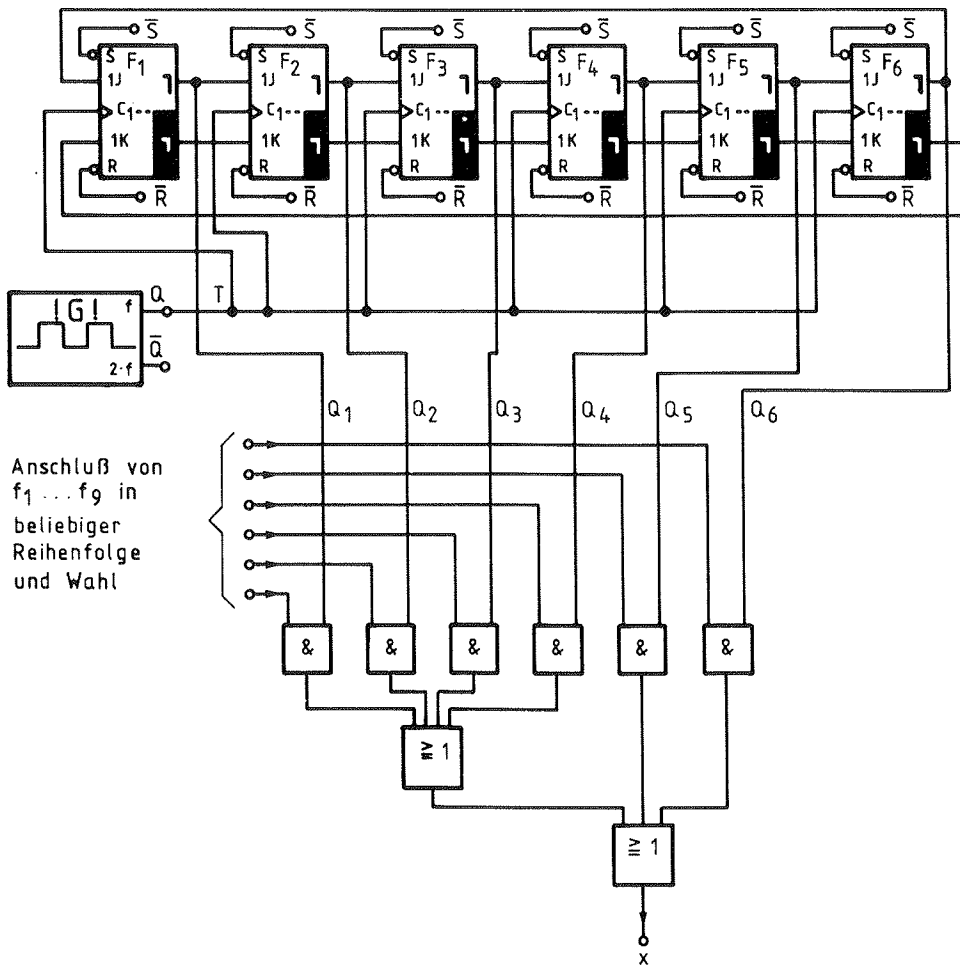 S̅ S̅ S̅ S̅ S̅ S̅
S F1 S F2 S F3 S F4 S F5 S F6
1J ┐ 1J ┐ 1J ┐ 1J ┐ 1J ┐ 1J ┐
C1 C1 C1 C1 C1 C1
1K ┐ 1K ┐ 1K ┐ 1K ┐ 1K ┐ 1K ┐
R R R R R R
R̅ R̅ R̅ R̅ R̅ R̅
!G! f Q T
2·f Q̅
Q1 Q2 Q3 Q4 Q5 Q6
Anschluß von
f1 ... f9 in
beliebiger
Reihenfolge
und Wahl
& & & & & &
≧ 1
≧ 1
x